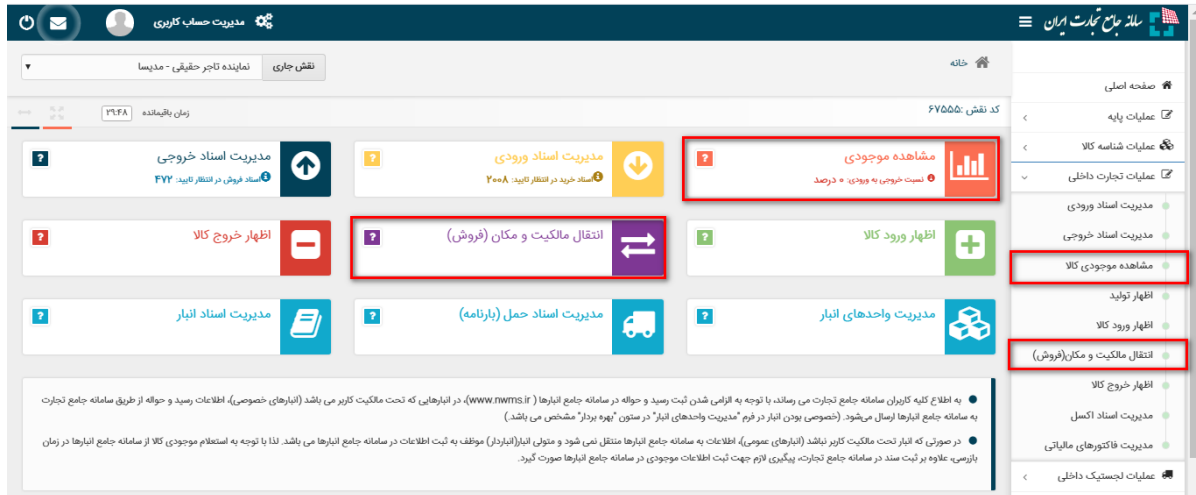 سامانه جامع تجارت ایران
مدیریت حساب کاربری
صفحه اصلی
عملیات پایه
عملیات شناسه کالا
عملیات تجارت داخلی
مدیریت اسناد ورودی
مدیریت اسناد خروجی
مشاهده موجودی کالا
اظهار تولید
اظهار ورود کالا
انتقال مالکیت و مکان(فروش)
اظهار خروج کالا
مدیریت اسناد اکسل
مدیریت فاکتورهای مالیاتی
عملیات لجستیک داخلی
خانه
نقش جاری
نماینده تاجر حقیقی - مدیسا
کد نقش :۶۷۵۵۵
زمان باقیمانده ۲۹:۴۸
مشاهده موجودی
?
نسبت خروجی به ورودی: ۰ درصد
مدیریت اسناد ورودی
?
اسناد خرید در انتظار تایید: ۲۰۰۸
مدیریت اسناد خروجی
?
اسناد فروش در انتظار تایید: ۴۷۲
اظهار ورود کالا
?
انتقال مالکیت و مکان (فروش)
?
اظهار خروج کالا
?
مدیریت واحدهای انبار
?
مدیریت اسناد حمل (بارنامه)
?
مدیریت اسناد انبار
?
به اطلاع کلیه کاربران سامانه جامع تجارت می رساند، با توجه به الزامی شدن ثبت رسید و حواله در سامانه جامع انبارها ( www.nwms.ir)، در انبارهایی که تحت مالکیت کاربر می باشد (انبارهای خصوصی)، اطلاعات رسید و حواله از طریق سامانه جامع تجارت
به سامانه جامع انبارها ارسال می‌شود. (خصوصی بودن انبار در فرم "مدیریت واحدهای انبار" در ستون "بهره بردار" مشخص می باشد.)
در صورتی که انبار تحت مالکیت کاربر نباشد (انبارهای عمومی)، اطلاعات به سامانه جامع انبارها منتقل نمی شود و متولی انبار(انباردار) موظف به ثبت اطلاعات در سامانه جامع انبارها می باشد. لذا با توجه به استعلام موجودی کالا از سامانه جامع انبارها در زمان
بازرسی، علاوه بر ثبت سند در سامانه جامع تجارت، پیگیری لازم جهت ثبت اطلاعات موجودی در سامانه جامع انبارها صورت گیرد.